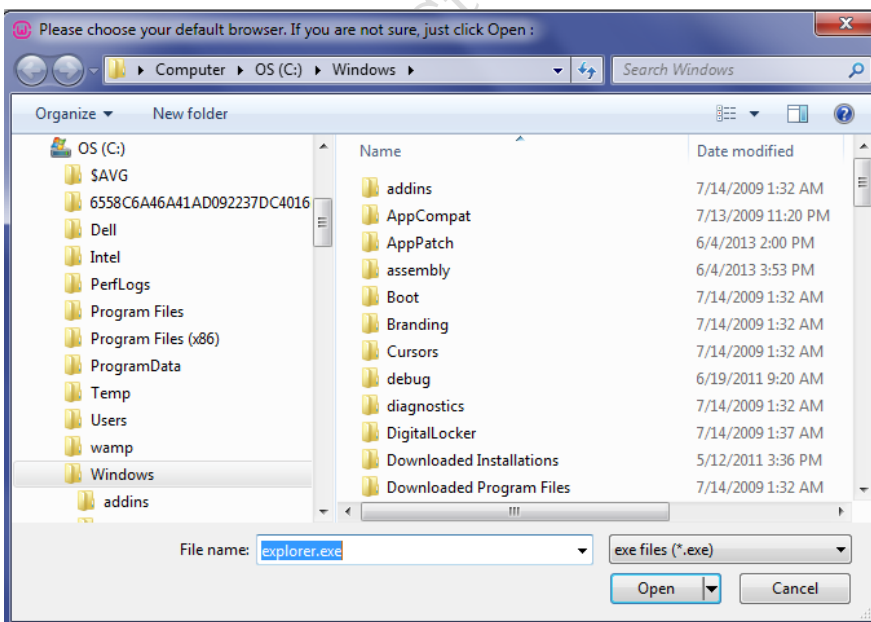 Please choose your default browser. If you are not sure, just click Open :
Computer OS (C:) Windows
Search Windows
Organize New folder
OS (C:)
$AVG
6558C6A46A41AD092237DC4016
Dell
Intel
PerfLogs
Program Files
Program Files (x86)
ProgramData
Temp
Users
wamp
Windows
addins
Name Date modified
addins 7/14/2009 1:32 AM
AppCompat 7/13/2009 11:20 PM
AppPatch 6/4/2013 2:00 PM
assembly 6/4/2013 3:53 PM
Boot 7/14/2009 1:32 AM
Branding 7/14/2009 1:32 AM
Cursors 7/14/2009 1:32 AM
debug 6/19/2011 9:20 AM
diagnostics 7/14/2009 1:32 AM
DigitalLocker 7/14/2009 1:37 AM
Downloaded Installations 5/12/2011 3:36 PM
Downloaded Program Files 7/14/2009 1:32 AM
File name: explorer.exe exe files (*.exe)
Open Cancel